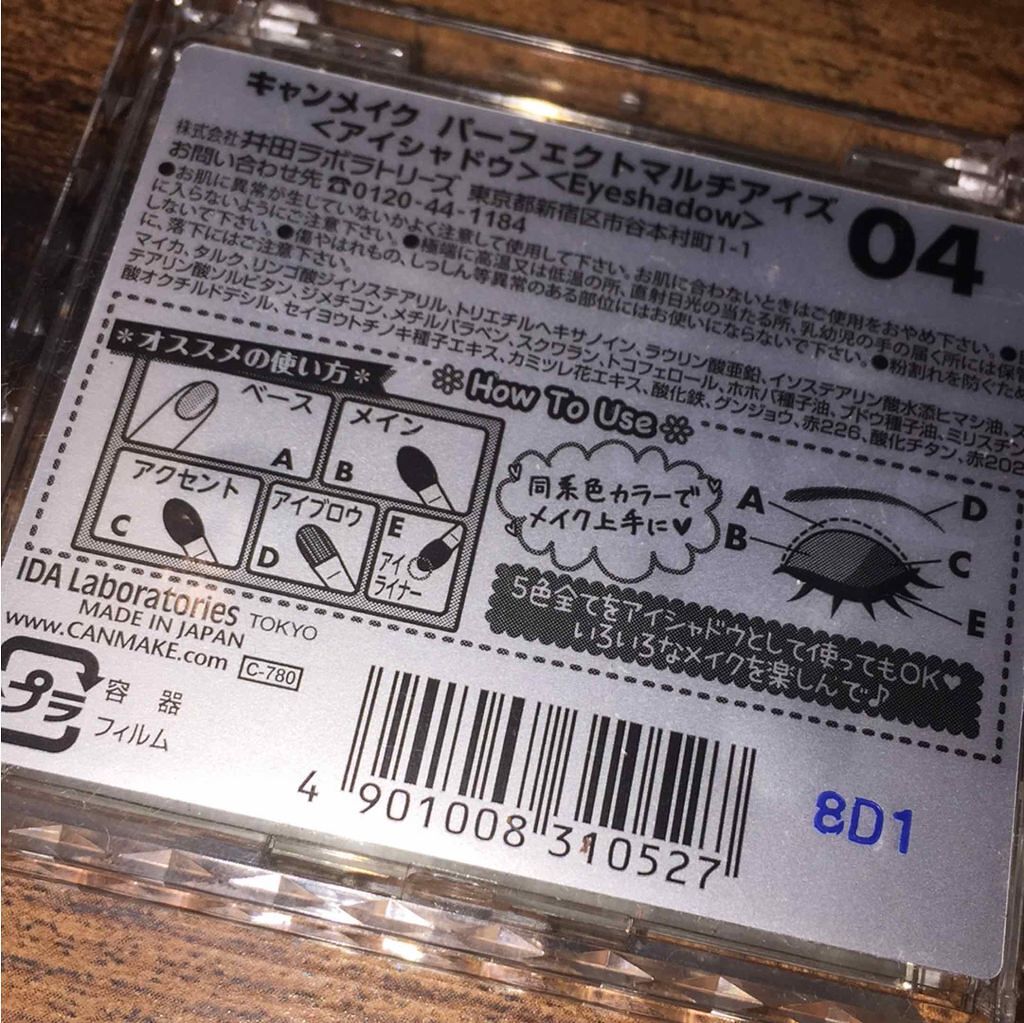 キャンメイク パーフェクトマルチアイズ
<アイシャドウ><Eyeshadow>
04
株式会社 井田ラボラトリーズ 東京都新宿区市谷本村町1-1
お問い合わせ先 ☎0120-44-1184
●お肌に異常が生じていないかよく注意して使用して下さい。お肌に合わないときはご使用をおやめ下さい。●
に入らないようにご注意下さい。●極端に高温又は低温の所、直射日光の当たる所、乳幼児の手の届く所には保管
しないで下さい。●傷やはれもの、しっしん等異常のある部位にはお使いにならないで下さい。●粉割れを防ぐため
に、落下にはご注意下さい。
マイカ、タルク、リンゴ酸ジイソステアリル、トリエチルヘキサノイン、ラウリン酸亜鉛、イソステアリン酸水添ヒマシ油、ス
テアリン酸ソルビタン、ジメチコン、メチルパラベン、スクワラン、トコフェロール、ホホバ種子油、ブドウ種子油、ミリスチン
酸オクチルドデシル、セイヨウトチノキ種子エキス、カミツレ花エキス、酸化鉄、グンジョウ、赤226、酸化チタン、赤202
*オススメの使い方*
How To Use
ベース
A
メイン
B
アクセント
C
アイブロウ
D
E
アイ
ライナー
同系色カラーで
メイク上手に♥
A
B
D
C
E
5色全てをアイシャドウとして使ってもOK♥
いろいろなメイクを楽しんで♪
IDA Laboratories TOKYO
MADE IN JAPAN
www.CANMAKE.com C-780
プラ
容器
フィルム
4 901008 310527
8D1